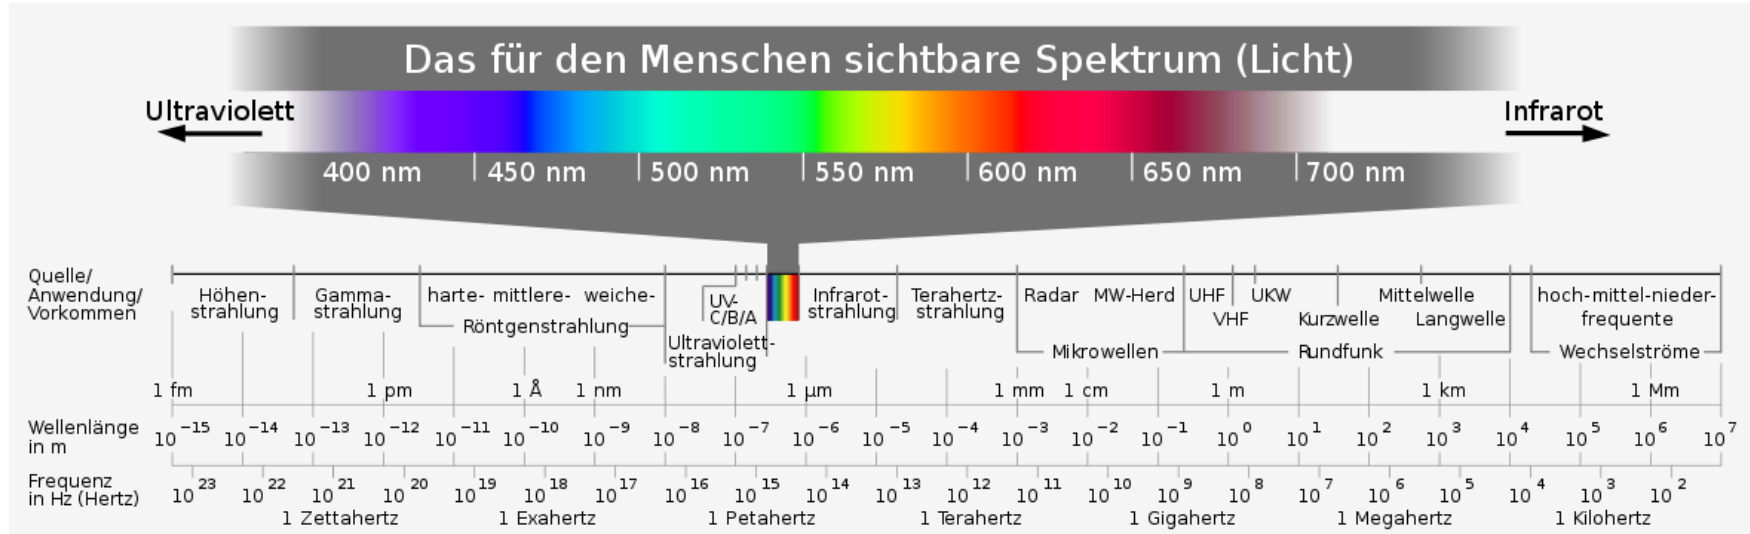 Das für den Menschen sichtbare Spektrum (Licht)
Ultraviolett
Infrarot
400 nm 450 nm 500 nm 550 nm 600 nm 650 nm 700 nm
Quelle/
Anwendung/
Vorkommen
Höhen-
strahlung
Gamma-
strahlung
harte- mittlere- weiche-
Röntgenstrahlung
UV-
C/B/A
Ultraviolett-
strahlung
Infrarot-
strahlung
Terahertz-
strahlung
Radar MW-Herd
Mikrowellen
UHF UKW Mittelwelle
VHF Kurzwelle Langwelle
Rundfunk
hoch-mittel-nieder-
frequente
Wechselströme
1 fm 1 pm 1 Å 1 nm 1 µm 1 mm 1 cm 1 m 1 km 1 Mm
Wellenlänge
in m
10⁻¹⁵ 10⁻¹⁴ 10⁻¹³ 10⁻¹² 10⁻¹¹ 10⁻¹⁰ 10⁻⁹ 10⁻⁸ 10⁻⁷ 10⁻⁶ 10⁻⁵ 10⁻⁴ 10⁻³ 10⁻² 10⁻¹ 10⁰ 10¹ 10² 10³ 10⁴ 10⁵ 10⁶ 10⁷
Frequenz
in Hz (Hertz)
10²³ 10²² 10²¹ 10²⁰ 10¹⁹ 10¹⁸ 10¹⁷ 10¹⁶ 10¹⁵ 10¹⁴ 10¹³ 10¹² 10¹¹ 10¹⁰ 10⁹ 10⁸ 10⁷ 10⁶ 10⁵ 10⁴ 10³ 10²
1 Zettahertz 1 Exahertz 1 Petahertz 1 Terahertz 1 Gigahertz 1 Megahertz 1 Kilohertz